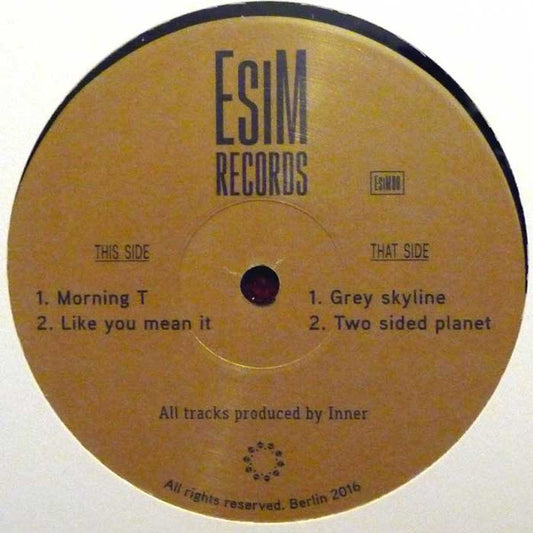 ESIM
RECORDS
ESIM00
THIS SIDE
1. Morning T
2. Like you mean it
THAT SIDE
1. Grey skyline
2. Two sided planet
All tracks produced by Inner
All rights reserved. Berlin 2016